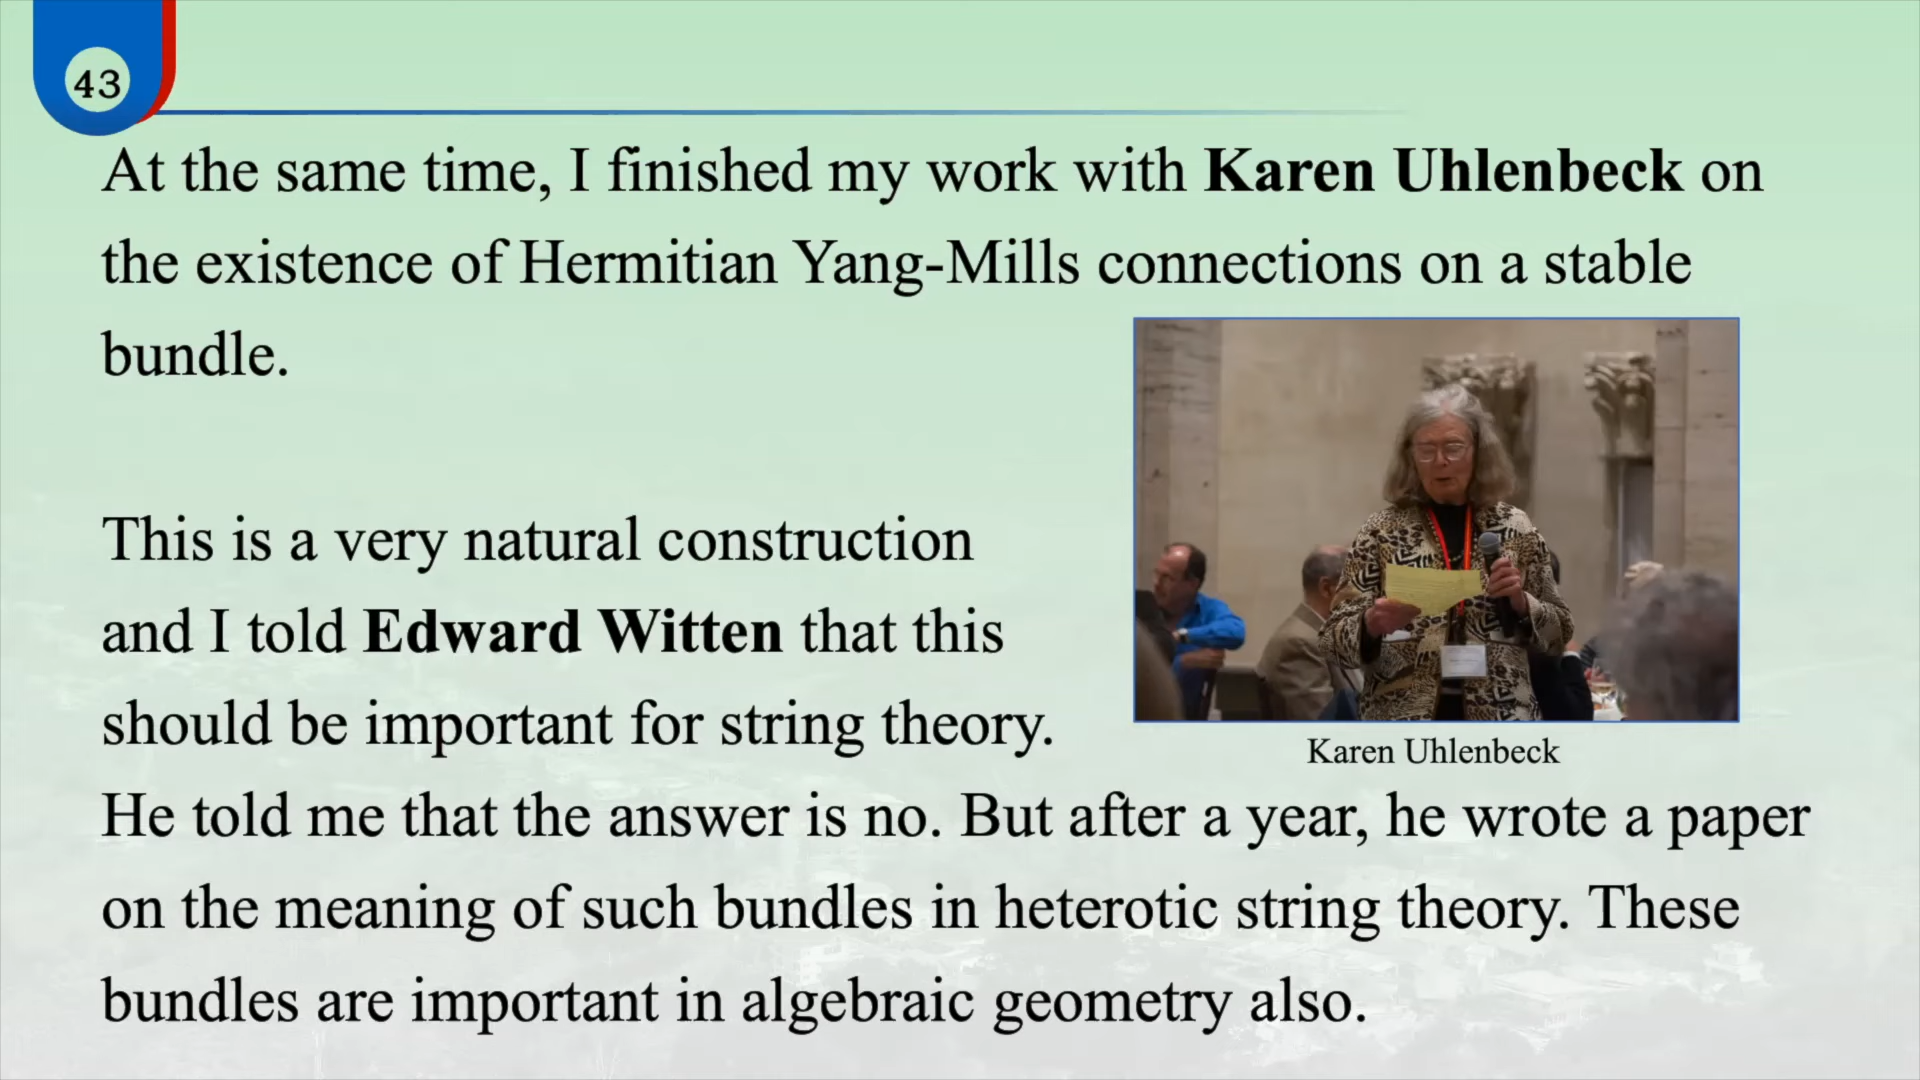 43
At the same time, I finished my work with Karen Uhlenbeck on
the existence of Hermitian Yang-Mills connections on a stable
bundle.
This is a very natural construction
and I told Edward Witten that this
should be important for string theory.
Karen Uhlenbeck
He told me that the answer is no. But after a year, he wrote a paper
on the meaning of such bundles in heterotic string theory. These
bundles are important in algebraic geometry also.